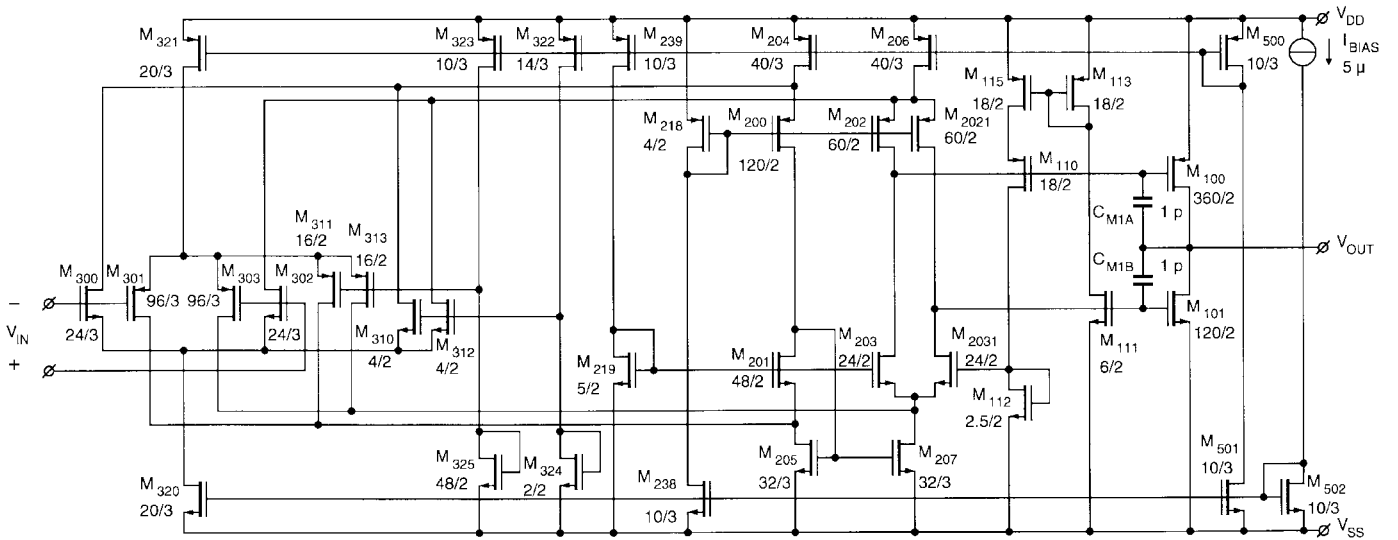 M321
20/3
M323
10/3
M322
14/3
M239
10/3
M204
40/3
M206
40/3
M500
10/3
VDD
IBIAS
5 μ
M115
18/2
M113
18/2
M218
4/2
M200
120/2
M202
60/2
M2021
60/2
M110
18/2
M100
360/2
CM1A
1 p
VOUT
CM1B
1 p
M311
16/2
M313
16/2
M300
24/3
M301
96/3
M303
96/3
M302
24/3
−
VIN
+
M310
4/2
M312
4/2
M219
5/2
M201
48/2
M203
24/2
M2031
24/2
M111
6/2
M101
120/2
M112
2.5/2
M325
48/2
M324
2/2
M205
32/3
M207
32/3
M501
10/3
M502
10/3
M320
20/3
M238
10/3
VSS